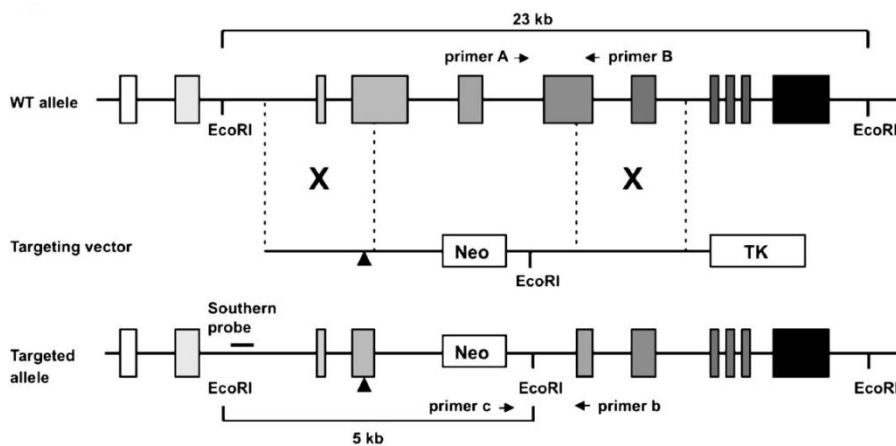 23 kb
primer A primer B
WT allele
EcoRI EcoRI
X X
Targeting vector
Neo TK
EcoRI
Southern
probe
Targeted
allele
Neo
EcoRI EcoRI EcoRI
primer c primer b
5 kb